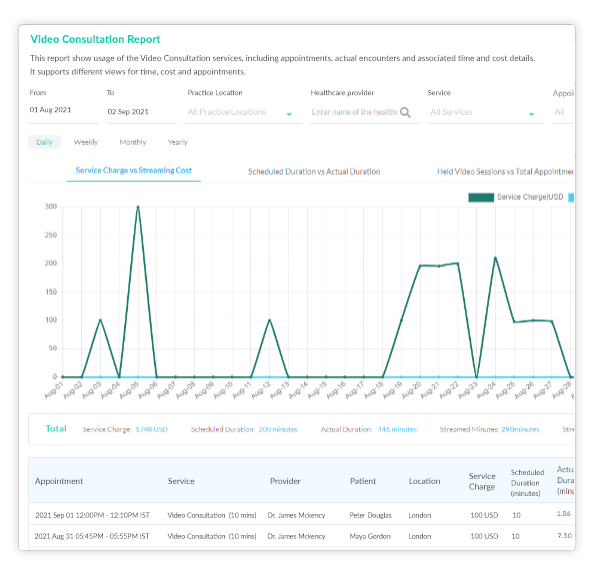 Video Consultation Report
This report show usage of the Video Consultation services, including appointments, actual encounters and associated time and cost details.
It supports different views for time, cost and appointments.
From To Practice Location Healthcare provider Service Appoi
01 Aug 2021 02 Sep 2021 All Practice Locations Enter name of the health All Services All
Daily Weekly Monthly Yearly
Service Charge vs Streaming Cost Scheduled Duration vs Actual Duration Held Video Sessions vs Total Appointmen
Service Charge|USD
300
250
200
150
100
50
0
Aug-01 Aug-02 Aug-03 Aug-04 Aug-05 Aug-06 Aug-07 Aug-08 Aug-09 Aug-10 Aug-11 Aug-12 Aug-13 Aug-14 Aug-15 Aug-16 Aug-17 Aug-18 Aug-19 Aug-20 Aug-21 Aug-22 Aug-23 Aug-24 Aug-25 Aug-26 Aug-27 Aug-28
Total Service Charge: 1798 USD Scheduled Duration: 200 minutes Actual Duration: 146 minutes Streamed Minutes: 290minutes Stre
Appointment Service Provider Patient Location Service Charge Scheduled Duration (minutes) Actu Dura (minu
2021 Sep 01 12:00PM - 12:10PM IST Video Consultation (10 mins) Dr. James Mckency Peter Douglas London 100 USD 10 1.86
2021 Aug 31 05:45PM - 05:55PM IST Video Consultation (10 mins) Dr. James Mckency Maya Gordon London 100 USD 10 7.30